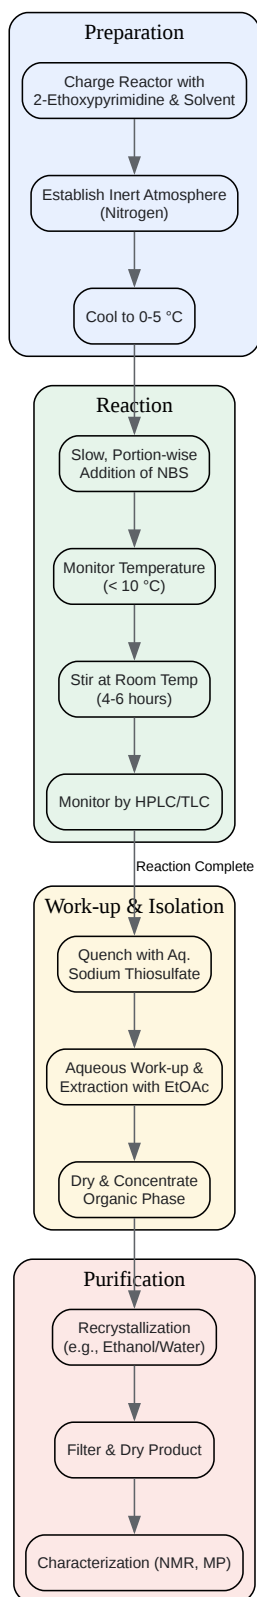 Preparation
Charge Reactor with
2-Ethoxypyrimidine & Solvent
Establish Inert Atmosphere
(Nitrogen)
Cool to 0-5 °C
Reaction
Slow, Portion-wise
Addition of NBS
Monitor Temperature
(< 10 °C)
Stir at Room Temp
(4-6 hours)
Monitor by HPLC/TLC
Reaction Complete
Work-up & Isolation
Quench with Aq.
Sodium Thiosulfate
Aqueous Work-up &
Extraction with EtOAc
Dry & Concentrate
Organic Phase
Purification
Recrystallization
(e.g., Ethanol/Water)
Filter & Dry Product
Characterization (NMR, MP)